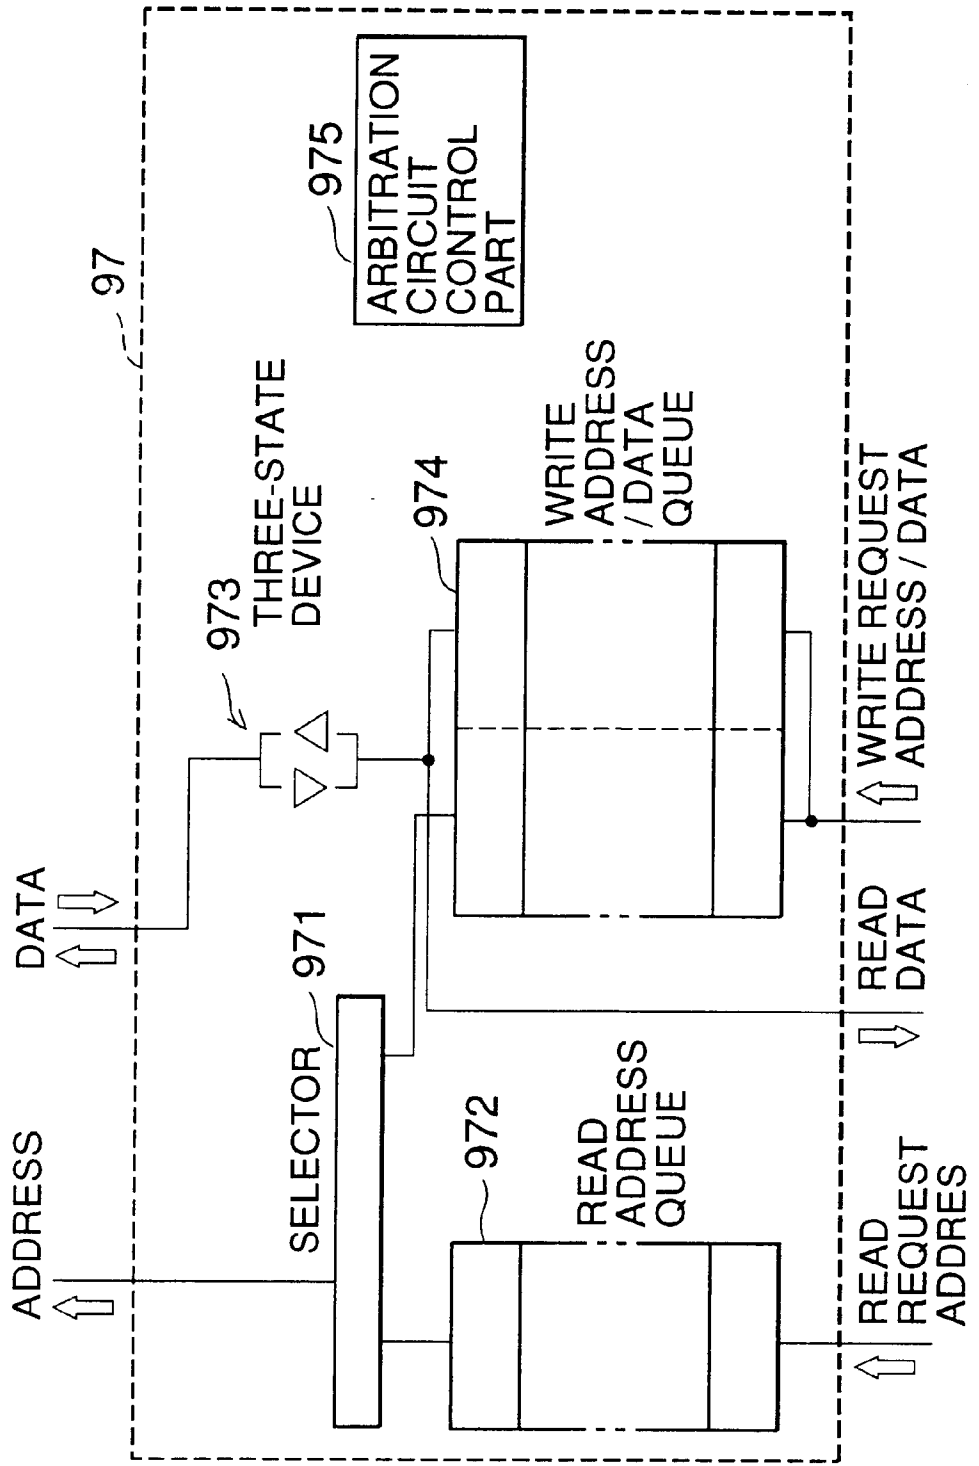 97
ADDRESS
DATA
SELECTOR
971
973
THREE-STATE
DEVICE
975
ARBITRATION
CIRCUIT
CONTROL
PART
972
READ
ADDRESS
QUEUE
974
WRITE
ADDRESS
/ DATA
QUEUE
READ
REQUEST
ADDRES
READ
DATA
WRITE REQUEST
ADDRESS / DATA